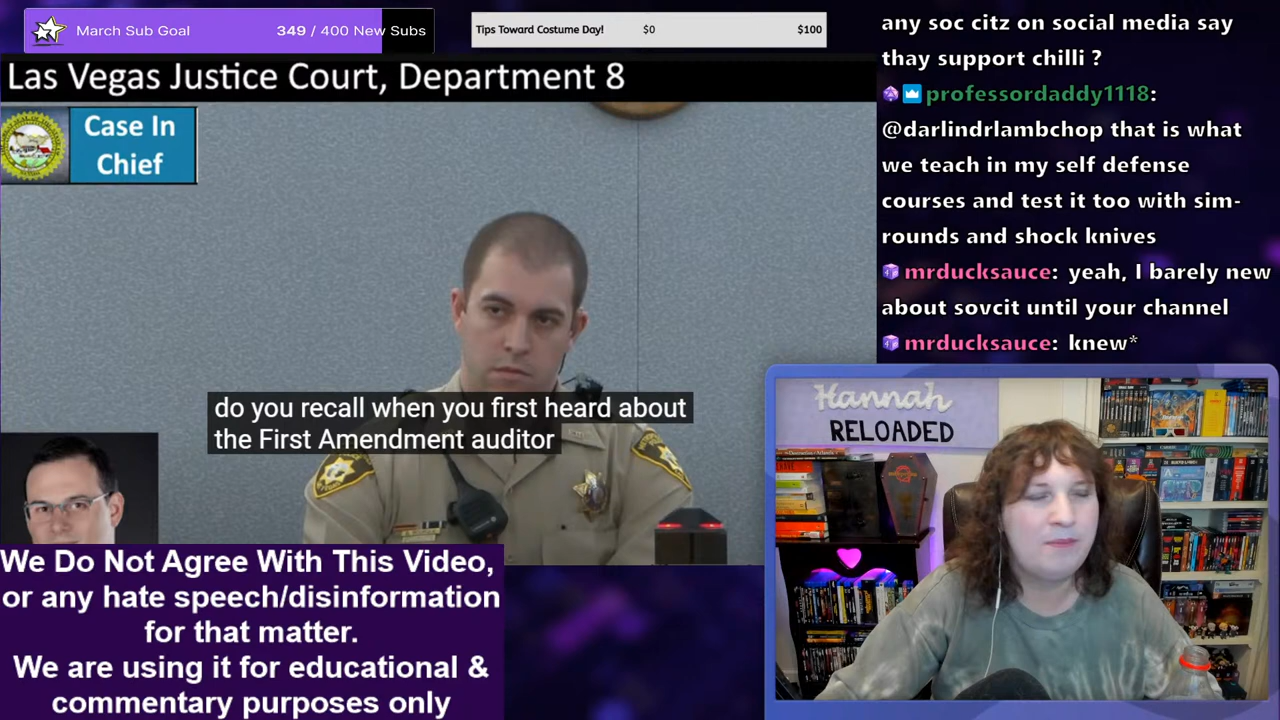 March Sub Goal
349 / 400 New Subs
Tips Toward Costume Day!
$0
$100
Las Vegas Justice Court, Department 8
Case In
Chief
do you recall when you first heard about
the First Amendment auditor
We Do Not Agree With This Video,
or any hate speech/disinformation
for that matter.
We are using it for educational &
commentary purposes only
any soc citz on social media say
thay support chilli ?
professordaddy1118:
@darlindrlambchop that is what
we teach in my self defense
courses and test it too with sim-
rounds and shock knives
mrducksauce: yeah, I barely new
about sovcit until your channel
mrducksauce: knew*
Hannah
RELOADED